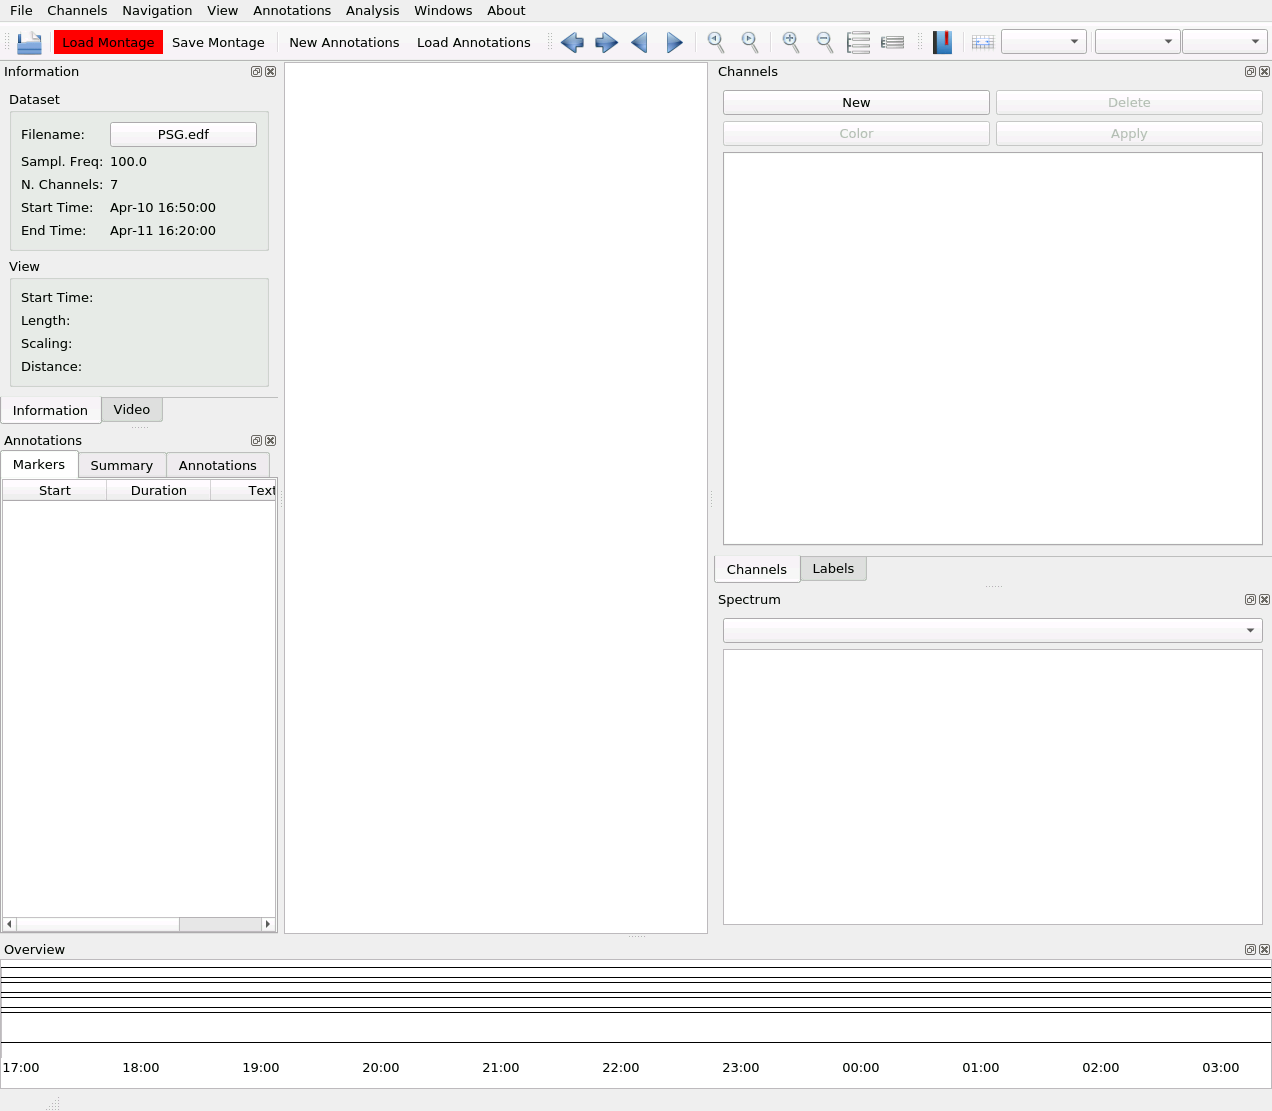 File Channels Navigation View Annotations Analysis Windows About
Load Montage Save Montage New Annotations Load Annotations
Information
Dataset
Filename: PSG.edf
Sampl. Freq: 100.0
N. Channels: 7
Start Time: Apr-10 16:50:00
End Time: Apr-11 16:20:00
View
Start Time:
Length:
Scaling:
Distance:
Information Video
Annotations
Markers Summary Annotations
Start Duration Text
Channels
New Delete
Color Apply
Channels Labels
Spectrum
Overview
17:00 18:00 19:00 20:00 21:00 22:00 23:00 00:00 01:00 02:00 03:00